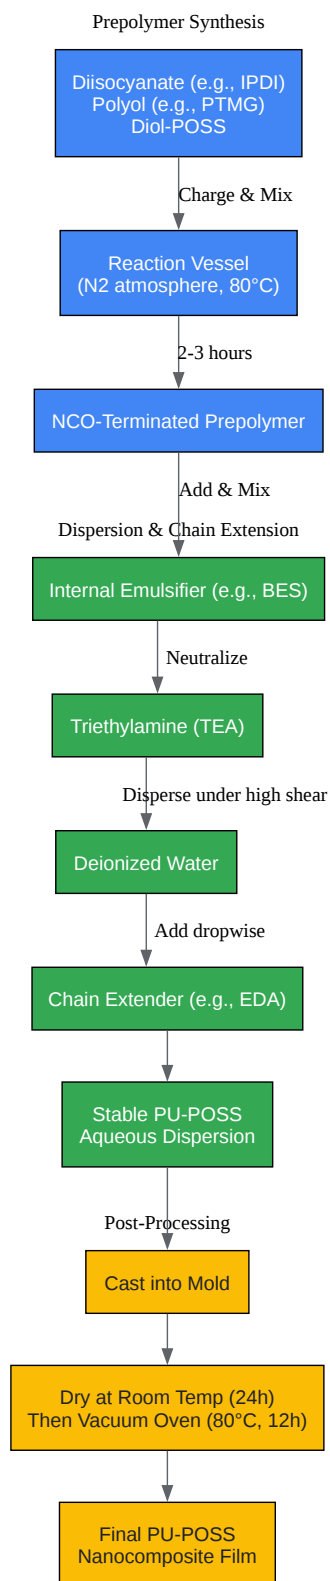 Prepolymer Synthesis
Diisocyanate (e.g., IPDI)
Polyol (e.g., PTMG)
Diol-POSS
Charge & Mix
Reaction Vessel
(N2 atmosphere, 80°C)
2-3 hours
NCO-Terminated Prepolymer
Add & Mix
Dispersion & Chain Extension
Internal Emulsifier (e.g., BES)
Neutralize
Triethylamine (TEA)
Disperse under high shear
Deionized Water
Add dropwise
Chain Extender (e.g., EDA)
Stable PU-POSS
Aqueous Dispersion
Post-Processing
Cast into Mold
Dry at Room Temp (24h)
Then Vacuum Oven (80°C, 12h)
Final PU-POSS
Nanocomposite Film